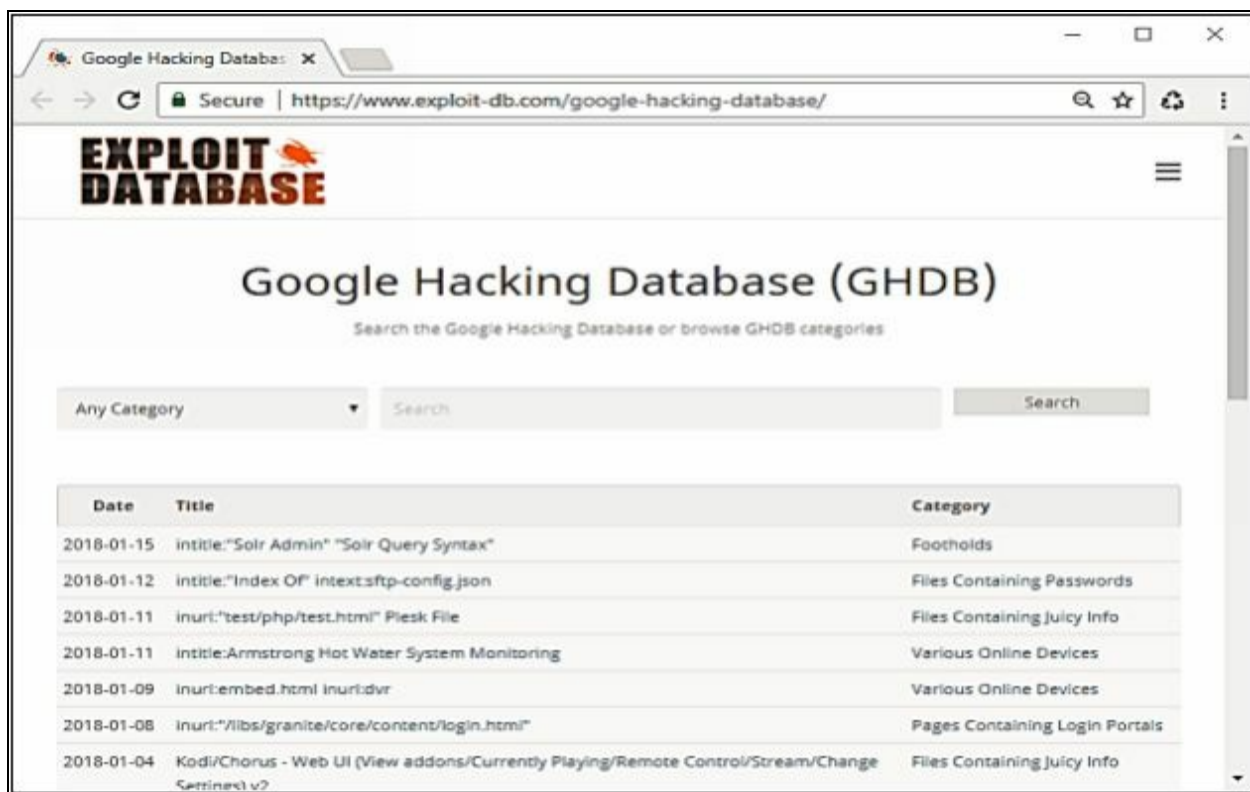 Google Hacking Databas
Secure | https://www.exploit-db.com/google-hacking-database/
EXPLOIT
DATABASE
Google Hacking Database (GHDB)
Search the Google Hacking Database or browse GHDB categories
Any Category Search Search
Date Title Category
2018-01-15 intitle:"Solr Admin" "Solr Query Syntax" Footholds
2018-01-12 intitle:"Index Of" intext:sftp-config.json Files Containing Passwords
2018-01-11 inurl:"test/php/test.html" Plesk File Files Containing Juicy Info
2018-01-11 intitle:Armstrong Hot Water System Monitoring Various Online Devices
2018-01-09 inurl:embed.html inurl:dvr Various Online Devices
2018-01-08 inurl:"/libs/granite/core/content/login.html" Pages Containing Login Portals
2018-01-04 Kodi/Chorus - Web UI (View addons/Currently Playing/Remote Control/Stream/Change Files Containing Juicy Info
Settings) v2